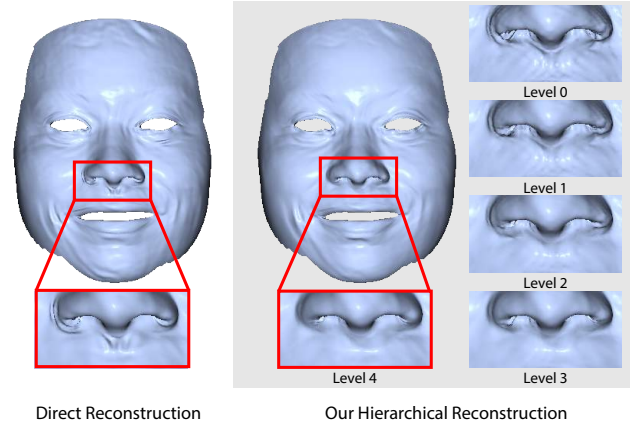 Level 0
Level 1
Level 2
Level 4
Level 3
Direct Reconstruction
Our Hierarchical Reconstruction